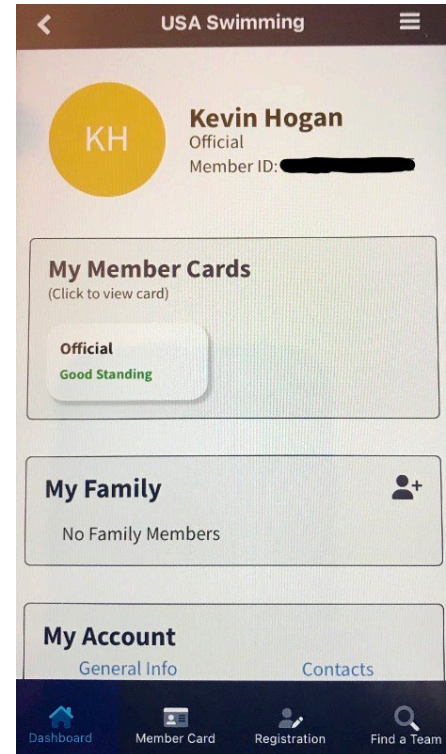 USA Swimming
KH
Kevin Hogan
Official
Member ID:
My Member Cards
(Click to view card)
Official
Good Standing
My Family
No Family Members
My Account
General Info Contacts
Dashboard Member Card Registration Find a Team